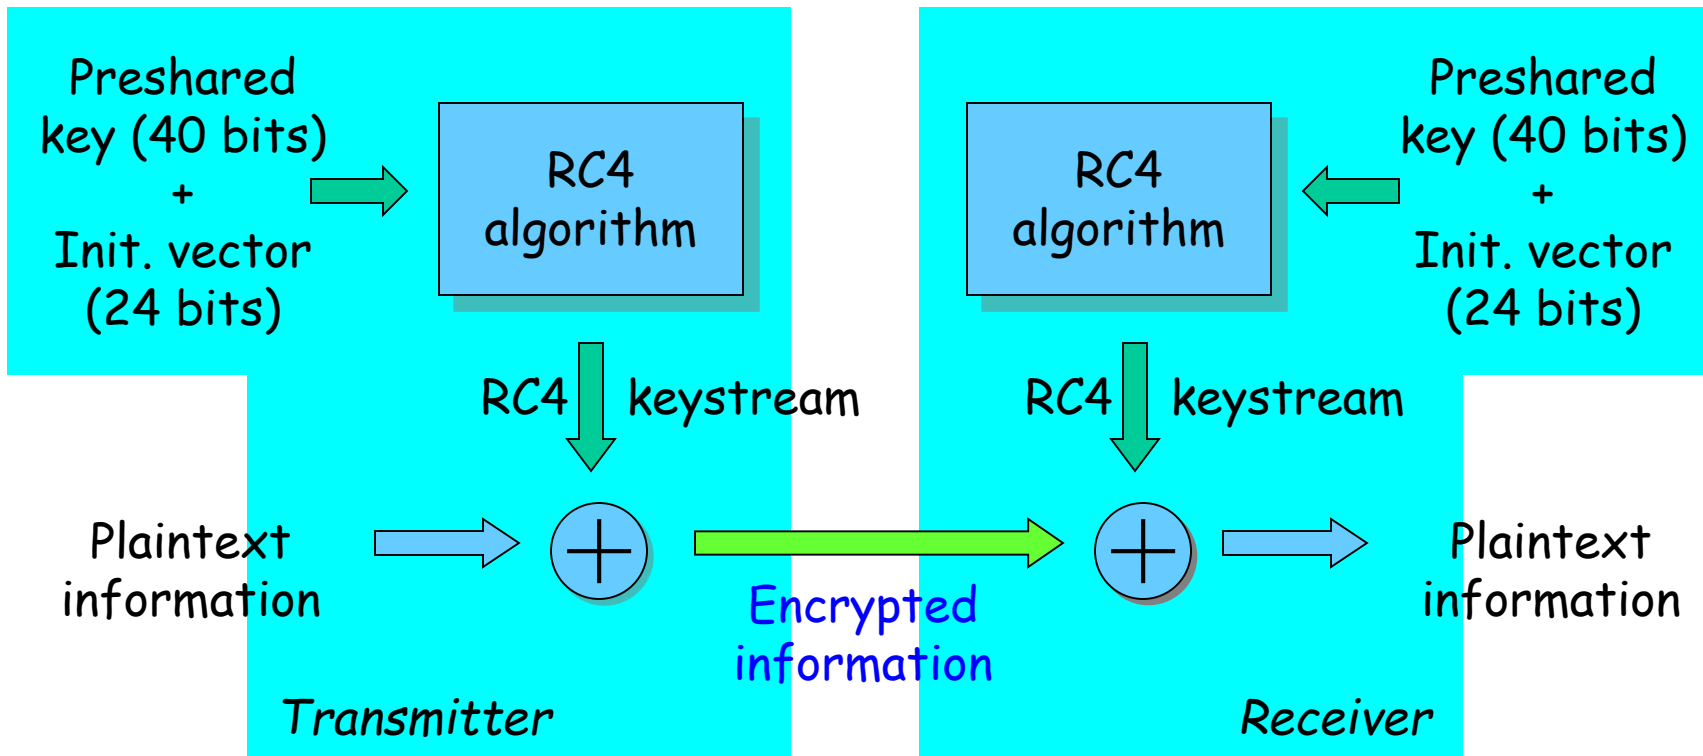 Preshared
key (40 bits)
+
Init. vector
(24 bits)
RC4
algorithm
RC4
algorithm
Preshared
key (40 bits)
+
Init. vector
(24 bits)
RC4 keystream
RC4 keystream
Plaintext
information
Encrypted
information
Plaintext
information
Transmitter
Receiver